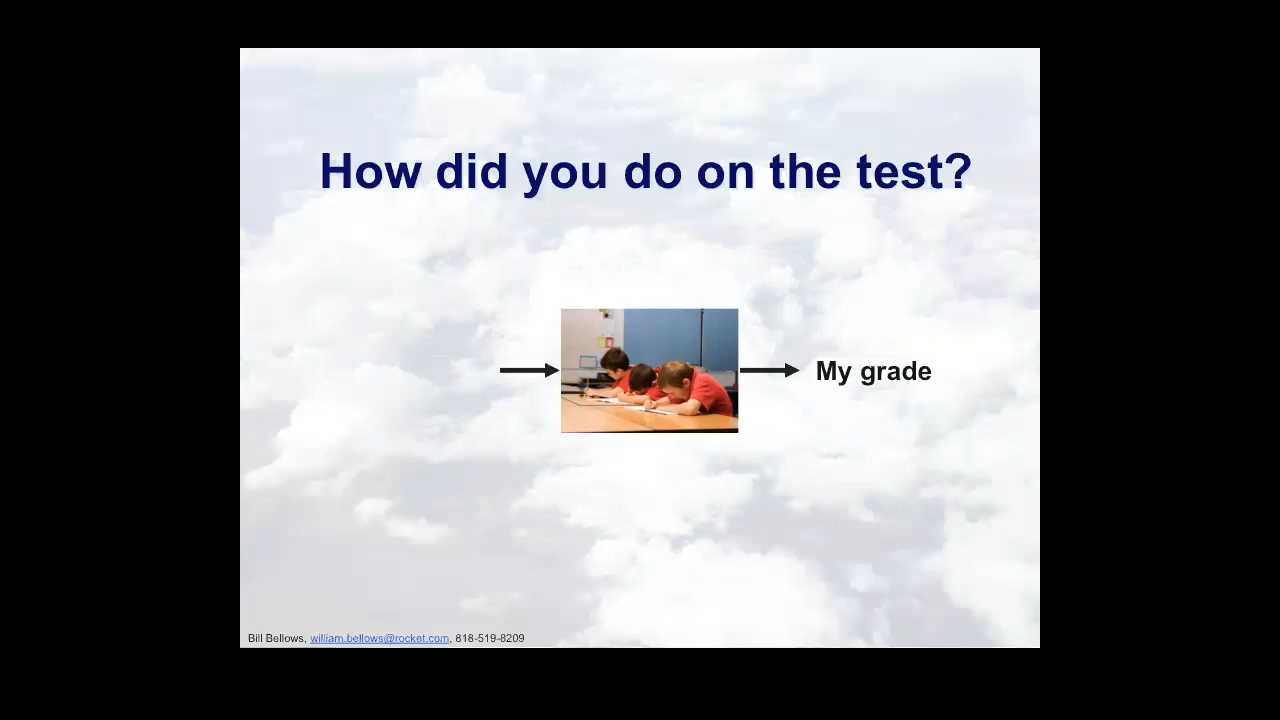 How did you do on the test?
My grade
Bill Bellows, william.bellows@rocket.com, 818-519-8209